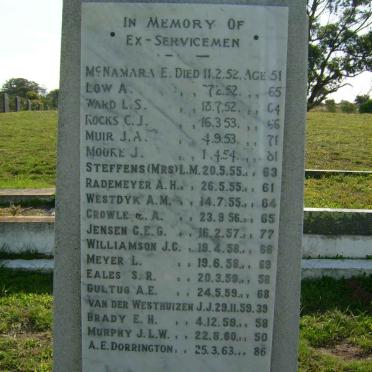 IN MEMORY OF
EX-SERVICEMEN
MCNAMARA E. DIED 11.2.52. AGE 51
LOW A. ,, 7.2.52. ,, 65
WARD L.S. ,, 18.7.52. ,, 64
ROCKS C.J. ,, 16.3.53. ,, 66
MUIR J.A. ,, 4.9.53. ,, 71
MOORE J. ,, 1.4.54. ,, 81
STEFFENS (MRS) L.M. 20.5.55. ,, 63
RADEMEYER A.H. ,, 26.5.55. ,, 61
WESTDYK A.M. ,, 14.7.55. ,, 64
CROWLE A. ,, 23.9.56. ,, 65
JENSEN C.E.G. ,, 16.2.57. ,, 77
WILLIAMSON J.C. ,, 19.4.58. ,, 66
MEYER L. ,, 19.6.58. ,, 69
EALES S.R. ,, 20.3.59. ,, 58
GULTUG A.E. ,, 24.5.59. ,, 68
VAN DER WESTHUIZEN J.J. 29.11.59. 39
BRADY E.H. ,, 4.12.59. ,, 58
MURPHY J.L.W. ,, 22.8.60. ,, 50
A.E. DORRINGTON. ,, 25.3.63. ,, 86